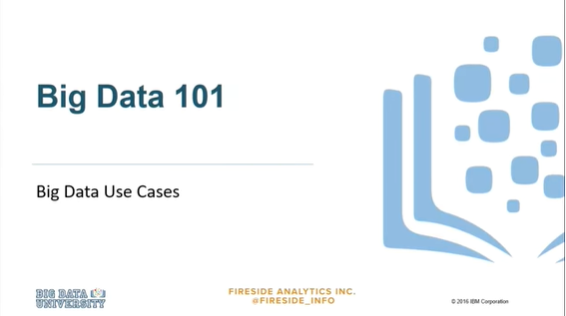 Big Data 101
Big Data Use Cases
BIG DATA
UNIVERSITY
FIRESIDE ANALYTICS INC.
@FIRESIDE_INFO
© 2016 IBM Corporation